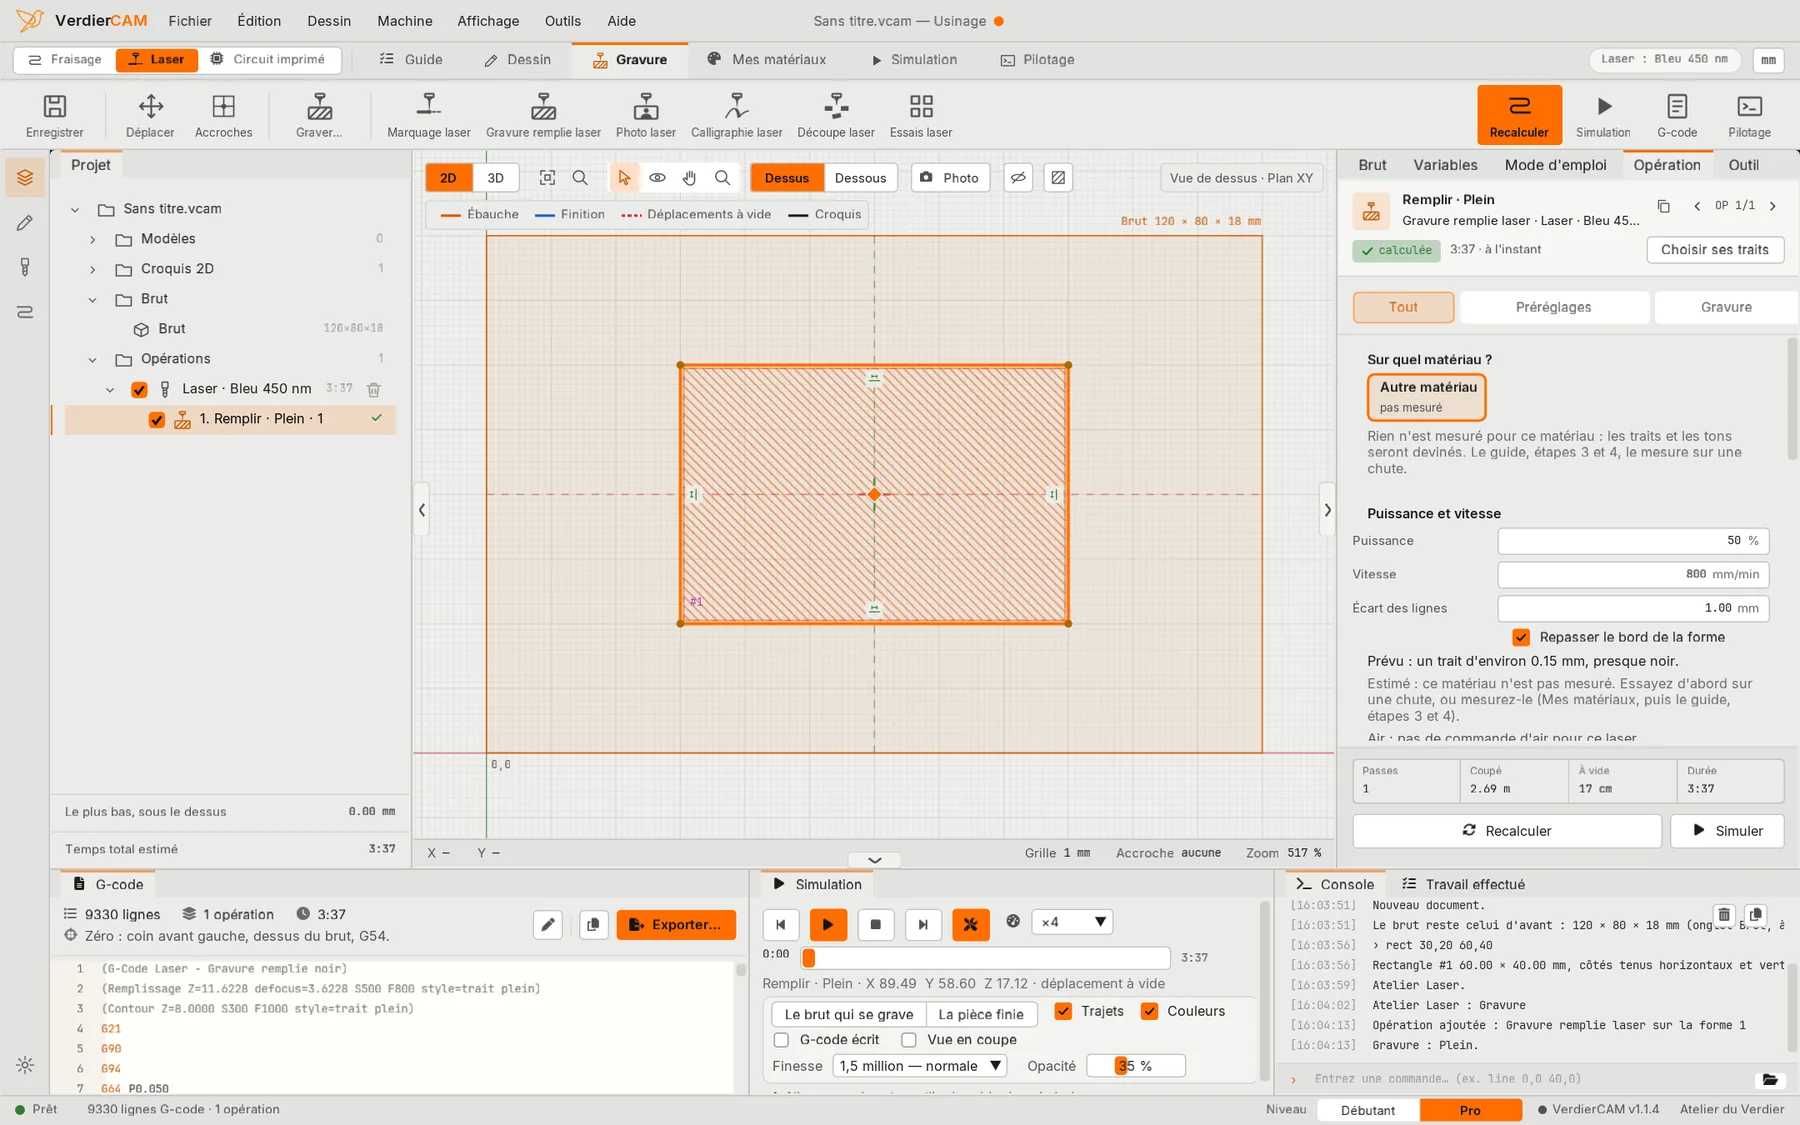 VerdierCAM Fichier Édition Dessin Machine Affichage Outils Aide Sans titre.vcam — Usinage
Fraisage Laser Circuit imprimé Guide Dessin Gravure Mes matériaux Simulation Pilotage Laser : Bleu 450 nm mm
Enregistrer Déplacer Accroches Graver... Marquage laser Gravure remplie laser Photo laser Calligraphie laser Découpe laser Essais laser Recalculer Simulation G-code Pilotage
Projet
Sans titre.vcam
Modèles 0
Croquis 2D 1
Brut
Brut 120×80×18
Opérations 1
Laser · Bleu 450 nm 3:37
1. Remplir · Plein · 1
Le plus bas, sous le dessus 0.00 mm
Temps total estimé 3:37
2D 3D Dessus Dessous Photo Vue de dessus · Plan XY
Ébauche Finition Déplacements à vide Croquis
Brut 120 × 80 × 18 mm
#1
0,0
X — Y — Grille 1 mm Accroche aucune Zoom 517 %
Brut Variables Mode d'emploi Opération Outil
Remplir · Plein
Gravure remplie laser · Laser · Bleu 45... OP 1/1
calculée 3:37 · à l'instant Choisir ses traits
Tout Préréglages Gravure
Sur quel matériau ?
Autre matériau
pas mesuré
Rien n'est mesuré pour ce matériau : les traits et les tons
seront devinés. Le guide, étapes 3 et 4, le mesure sur une
chute.
Puissance et vitesse
Puissance 50 %
Vitesse 800 mm/min
Écart des lignes 1.00 mm
Repasser le bord de la forme
Prévu : un trait d'environ 0.15 mm, presque noir.
Estimé : ce matériau n'est pas mesuré. Essayez d'abord sur
une chute, ou mesurez-le (Mes matériaux, puis le guide,
étapes 3 et 4).
Air : pas de commande d'air pour ce laser
Passes Coupé À vide Durée
1 2.69 m 17 cm 3:37
Recalculer Simuler
G-code
9330 lignes 1 opération 3:37
Zéro : coin avant gauche, dessus du brut, G54.
Exporter...
1 (G-Code Laser - Gravure remplie noir)
2 (Remplissage Z=11.6228 defocus=3.6228 S500 F800 style=trait plein)
3 (Contour Z=8.0000 S300 F1000 style=trait plein)
4 G21
5 G90
6 G94
7 G64 P0.050
Simulation
×4
0:00 3:37
Remplir · Plein · X 89.49 Y 58.60 Z 17.12 · déplacement à vide
Le brut qui se grave La pièce finie Trajets Couleurs
G-code écrit Vue en coupe
Finesse 1,5 million — normale Opacité 35 %
Console Travail effectué
[16:03:51] Nouveau document.
[16:03:51] Le brut reste celui d'avant : 120 × 80 × 18 mm
[16:03:56] › rect 30,20 60,40
[16:03:56] Rectangle #1 60.00 × 40.00 mm, côtés tenus horizontaux et vert
[16:03:59] Atelier Laser.
[16:04:02] Atelier Laser : Gravure
[16:04:13] Opération ajoutée : Gravure remplie laser sur la forme 1
[16:04:13] Gravure : Plein.
› Entrez une commande… (ex. line 0,0 40,0)
Prêt 9330 lignes G-code · 1 opération Niveau Débutant Pro VerdierCAM v1.1.4 Atelier du Verdier